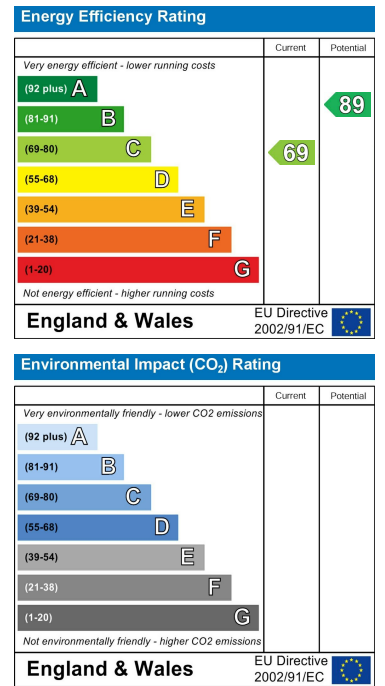 Energy Efficiency Rating
Current Potential
Very energy efficient - lower running costs
(92 plus) A
(81-91) B
(69-80) C
(55-68) D
(39-54) E
(21-38) F
(1-20) G
89
69
Not energy efficient - higher running costs
England & Wales
EU Directive
2002/91/EC
Environmental Impact (CO₂) Rating
Current Potential
Very environmentally friendly - lower CO2 emissions
(92 plus) A
(81-91) B
(69-80) C
(55-68) D
(39-54) E
(21-38) F
(1-20) G
Not environmentally friendly - higher CO2 emissions
England & Wales
EU Directive
2002/91/EC